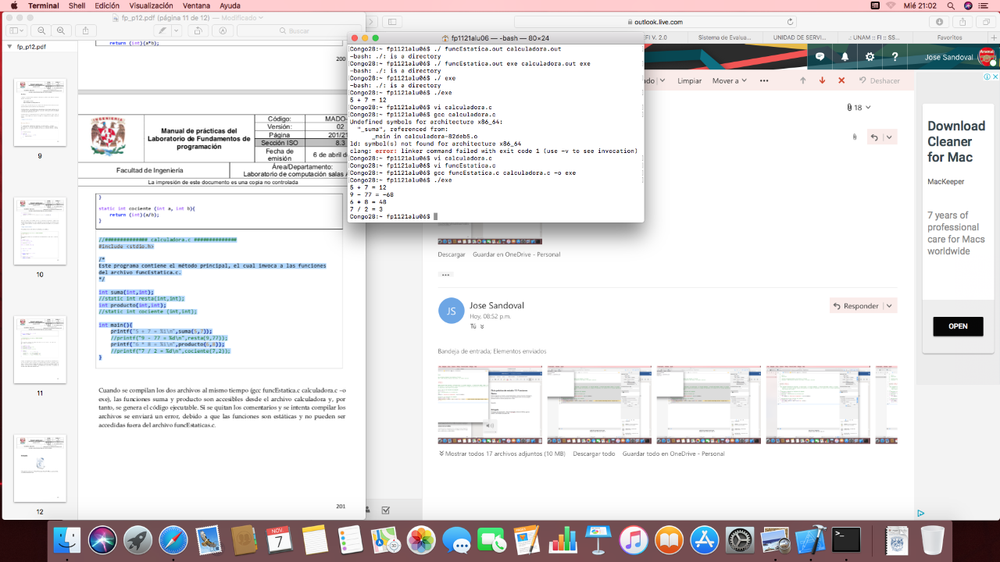 Terminal Shell Edición Visualización Ventana Ayuda
Mié 21:02
fp_p12.pdf (página 11 de 12) — Modificado
Buscar
fp_p12.pdf
9
10
11
12
return (int)(a*b);
200
Manual de prácticas del
Laboratorio de Fundamentos de
programación
Código: MADO-
Versión: 02
Página 201/21
Sección ISO 8.3
Fecha de
emisión
6 de abril de
Facultad de Ingeniería
Área/Departamento:
Laboratorio de computación salas A
La impresión de este documento es una copia no controlada
}
static int cociente (int a, int b){
return (int)(a/b);
}
//############## calculadora.c ##############
#include <stdio.h>
/*
Este programa contiene el método principal, el cual invoca a las funciones
del archivo funcEstatica.c.
*/
int suma(int,int);
//static int resta(int,int);
int producto(int,int);
//static int cociente (int,int);
int main(){
printf("5 + 7 = %i\n",suma(5,7));
//printf("9 - 77 = %d\n",resta(9,77));
printf("6 * 8 = %i\n",producto(6,8));
//printf("7 / 2 = %d\n",cociente(7,2));
}
Cuando se compilan los dos archivos al mismo tiempo (gcc funcEstatica.c calculadora.c –o
exe), las funciones suma y producto son accesibles desde el archivo calculadora y, por
tanto, se genera el código ejecutable. Si se quitan los comentarios y se intenta compilar los
archivos se enviará un error, debido a que las funciones son estáticas y no pueden ser
accedidas fuera del archivo funcEstaticas.c.
201
fp1121alu06 — -bash — 80×24
Congo28:~ fp1121alu06$ ./ funcEstatica.out calculadora.out
-bash: ./: is a directory
Congo28:~ fp1121alu06$ ./ funcEstatica.out exe calculadora.out exe
-bash: ./: is a directory
Congo28:~ fp1121alu06$ ./ exe
-bash: ./: is a directory
Congo28:~ fp1121alu06$ ./exe
5 + 7 = 12
Congo28:~ fp1121alu06$ vi calculadora.c
Congo28:~ fp1121alu06$ gcc calculadora.c
Undefined symbols for architecture x86_64:
"_suma", referenced from:
_main in calculadora-82deb5.o
ld: symbol(s) not found for architecture x86_64
clang: error: linker command failed with exit code 1 (use -v to see invocation)
Congo28:~ fp1121alu06$ vi calculadora.c
Congo28:~ fp1121alu06$ vi funcEstatica.c
Congo28:~ fp1121alu06$ gcc funcEstatica.c calculadora.c -o exe
Congo28:~ fp1121alu06$ ./exe
5 + 7 = 12
9 - 77 = -68
6 * 8 = 48
7 / 2 = 3
Congo28:~ fp1121alu06$
outlook.live.com
EFI V. 2.0
Sistema de Evalua...
UNIDAD DE SERVI...
.: UNAM :: FI :: SS...
Favoritos
Jose Sandoval
Limpiar Mover a ••• Deshacer
18
Descargar Guardar en OneDrive - Personal
•••
JS
Jose Sandoval
Hoy, 08:52 p.m.
Tú
Responder
Bandeja de entrada; Elementos enviados
Mostrar todos 17 archivos adjuntos (10 MB) Descargar todo Guardar todo en OneDrive - Personal
Download
Cleaner
for Mac
MacKeeper
7 years of
professional
care for Macs
worldwide
OPEN
NOV.
7